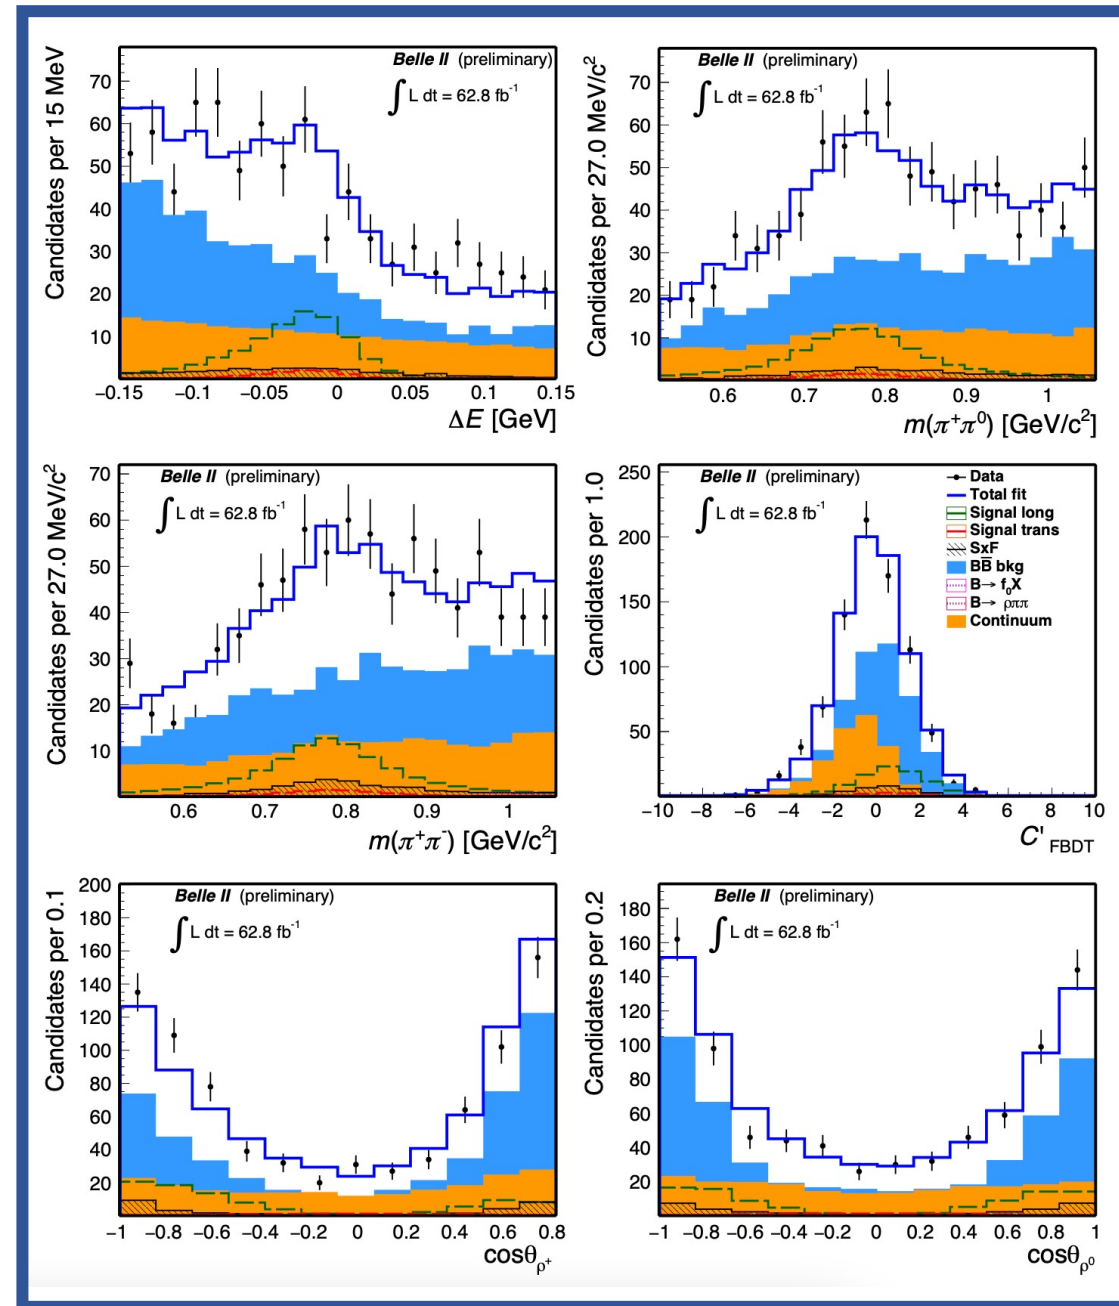 Belle II (preliminary)
∫ L dt = 62.8 fb⁻¹
Candidates per 15 MeV
70
60
50
40
30
20
10
−0.15 −0.1 −0.05 0 0.05 0.1 0.15
ΔE [GeV]
Belle II (preliminary)
∫ L dt = 62.8 fb⁻¹
Candidates per 27.0 MeV/c²
70
60
50
40
30
20
10
0.6 0.7 0.8 0.9 1
m(π⁺π⁰) [GeV/c²]
Belle II (preliminary)
∫ L dt = 62.8 fb⁻¹
Candidates per 27.0 MeV/c²
70
60
50
40
30
20
10
0.6 0.7 0.8 0.9 1
m(π⁺π⁻) [GeV/c²]
Belle II (preliminary)
∫ L dt = 62.8 fb⁻¹
Candidates per 1.0
250
200
150
100
50
Data
Total fit
Signal long
Signal trans
SxF
BB̅ bkg
B→ f₀X
B→ ρππ
Continuum
−10 −8 −6 −4 −2 0 2 4 6 8 10
C'FBDT
Belle II (preliminary)
∫ L dt = 62.8 fb⁻¹
Candidates per 0.1
200
180
160
140
120
100
80
60
40
20
−1 −0.8 −0.6 −0.4 −0.2 0 0.2 0.4 0.6 0.8
cosθρ⁺
Belle II (preliminary)
∫ L dt = 62.8 fb⁻¹
Candidates per 0.2
180
160
140
120
100
80
60
40
20
−1 −0.8 −0.6 −0.4 −0.2 0 0.2 0.4 0.6 0.8 1
cosθρ⁰